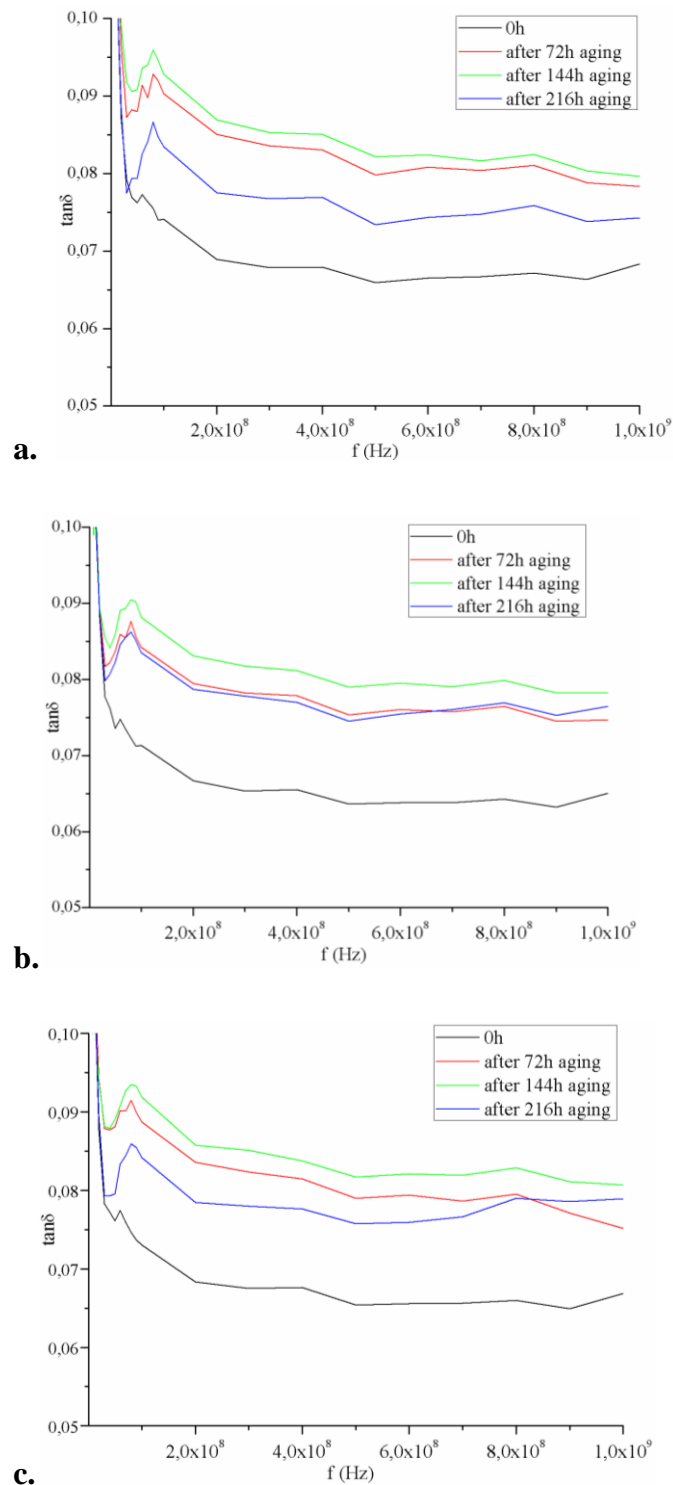 0,10
0h
after 72h aging
after 144h aging
after 216h aging
0,09
0,08
tanδ
0,07
0,06
0,05
2,0x10⁸ 4,0x10⁸ 6,0x10⁸ 8,0x10⁸ 1,0x10⁹
f (Hz)
a.
0,10
0h
after 72h aging
after 144h aging
after 216h aging
0,09
0,08
tanδ
0,07
0,06
0,05
2,0x10⁸ 4,0x10⁸ 6,0x10⁸ 8,0x10⁸ 1,0x10⁹
f (Hz)
b.
0,10
0h
after 72h aging
after 144h aging
after 216h aging
0,09
0,08
tanδ
0,07
0,06
0,05
2,0x10⁸ 4,0x10⁸ 6,0x10⁸ 8,0x10⁸ 1,0x10⁹
f (Hz)
c.